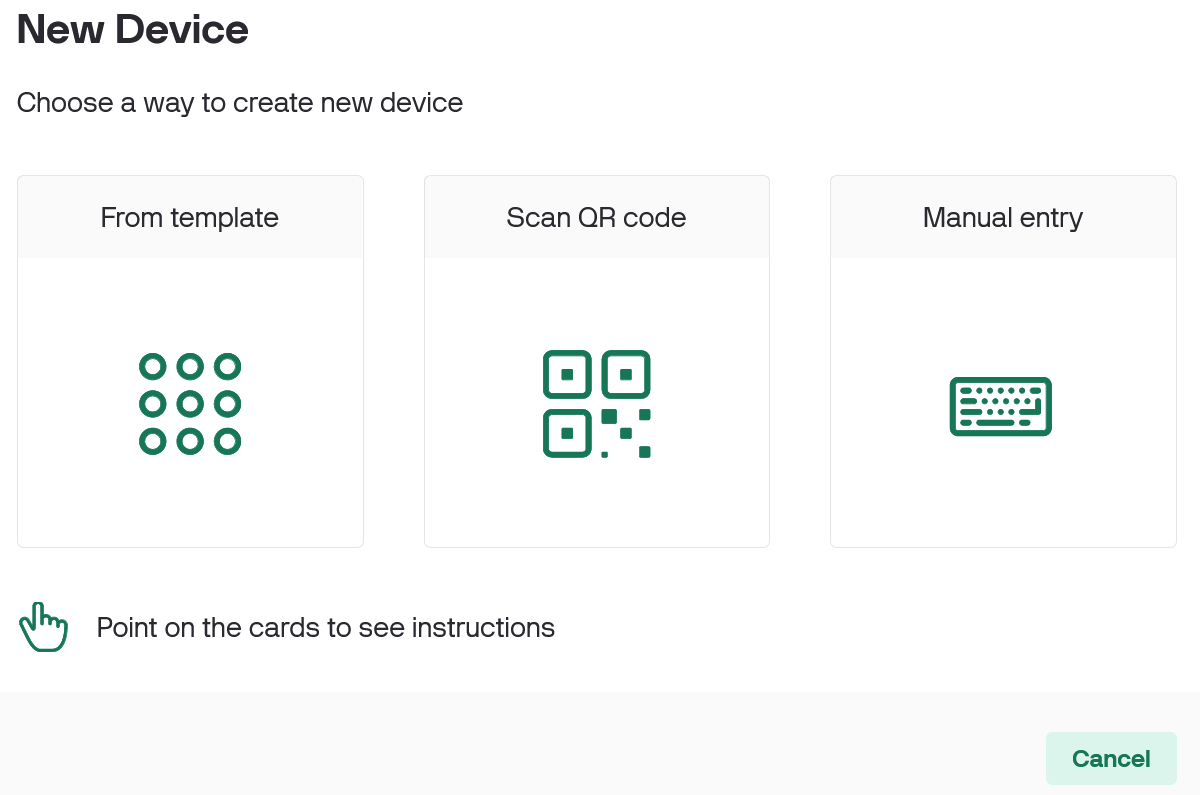 New Device
Choose a way to create new device
From template
Scan QR code
Manual entry
Point on the cards to see instructions
Cancel